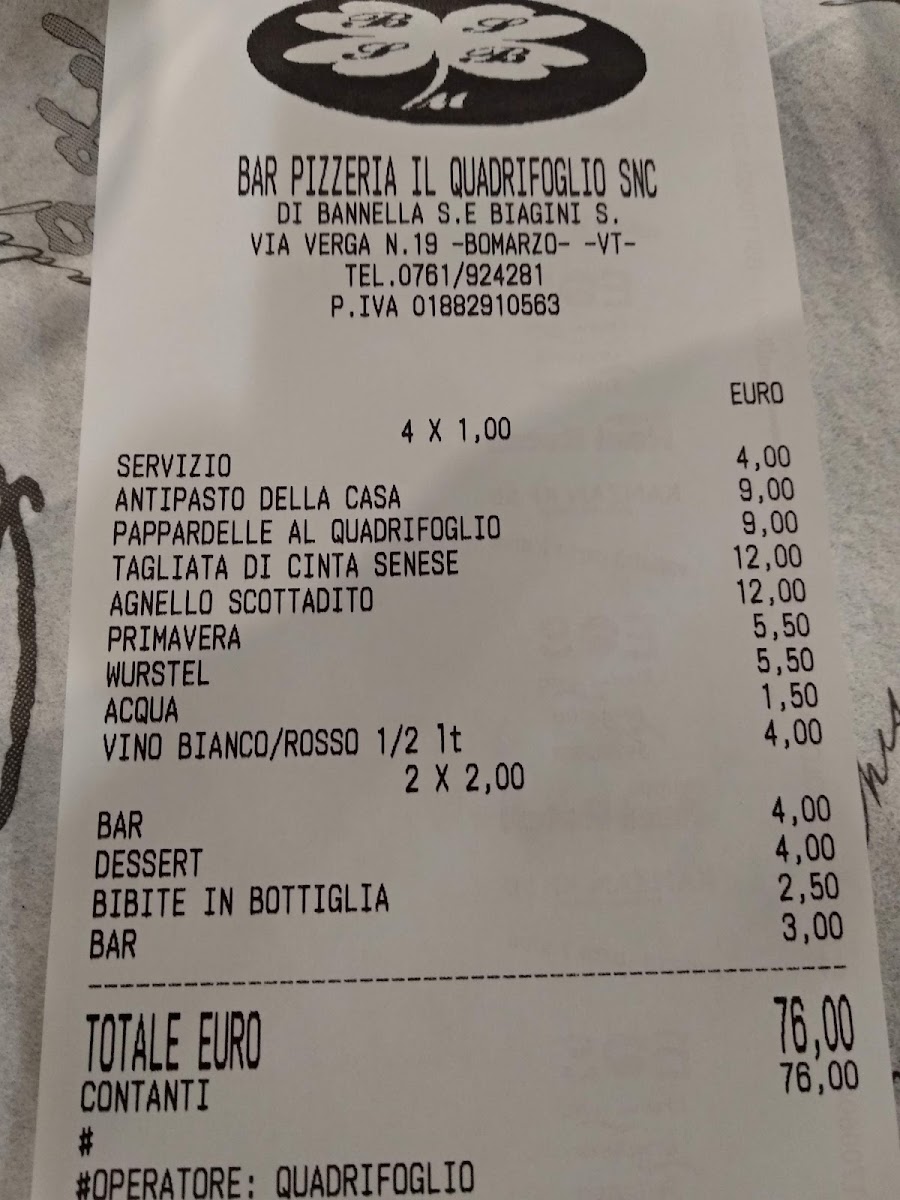 B S
S B
BAR PIZZERIA IL QUADRIFOGLIO SNC
DI BANNELLA S.E BIAGINI S.
VIA VERGA N.19 -BOMARZO- -VT-
TEL.0761/924281
P.IVA 01882910563
EURO
4 X 1,00
SERVIZIO 4,00
ANTIPASTO DELLA CASA 9,00
PAPPARDELLE AL QUADRIFOGLIO 9,00
TAGLIATA DI CINTA SENESE 12,00
AGNELLO SCOTTADITO 12,00
PRIMAVERA 5,50
WURSTEL 5,50
ACQUA 1,50
VINO BIANCO/ROSSO 1/2 lt 4,00
2 X 2,00
BAR 4,00
DESSERT 4,00
BIBITE IN BOTTIGLIA 2,50
BAR 3,00
TOTALE EURO 76,00
CONTANTI 76,00
#
#OPERATORE: QUADRIFOGLIO